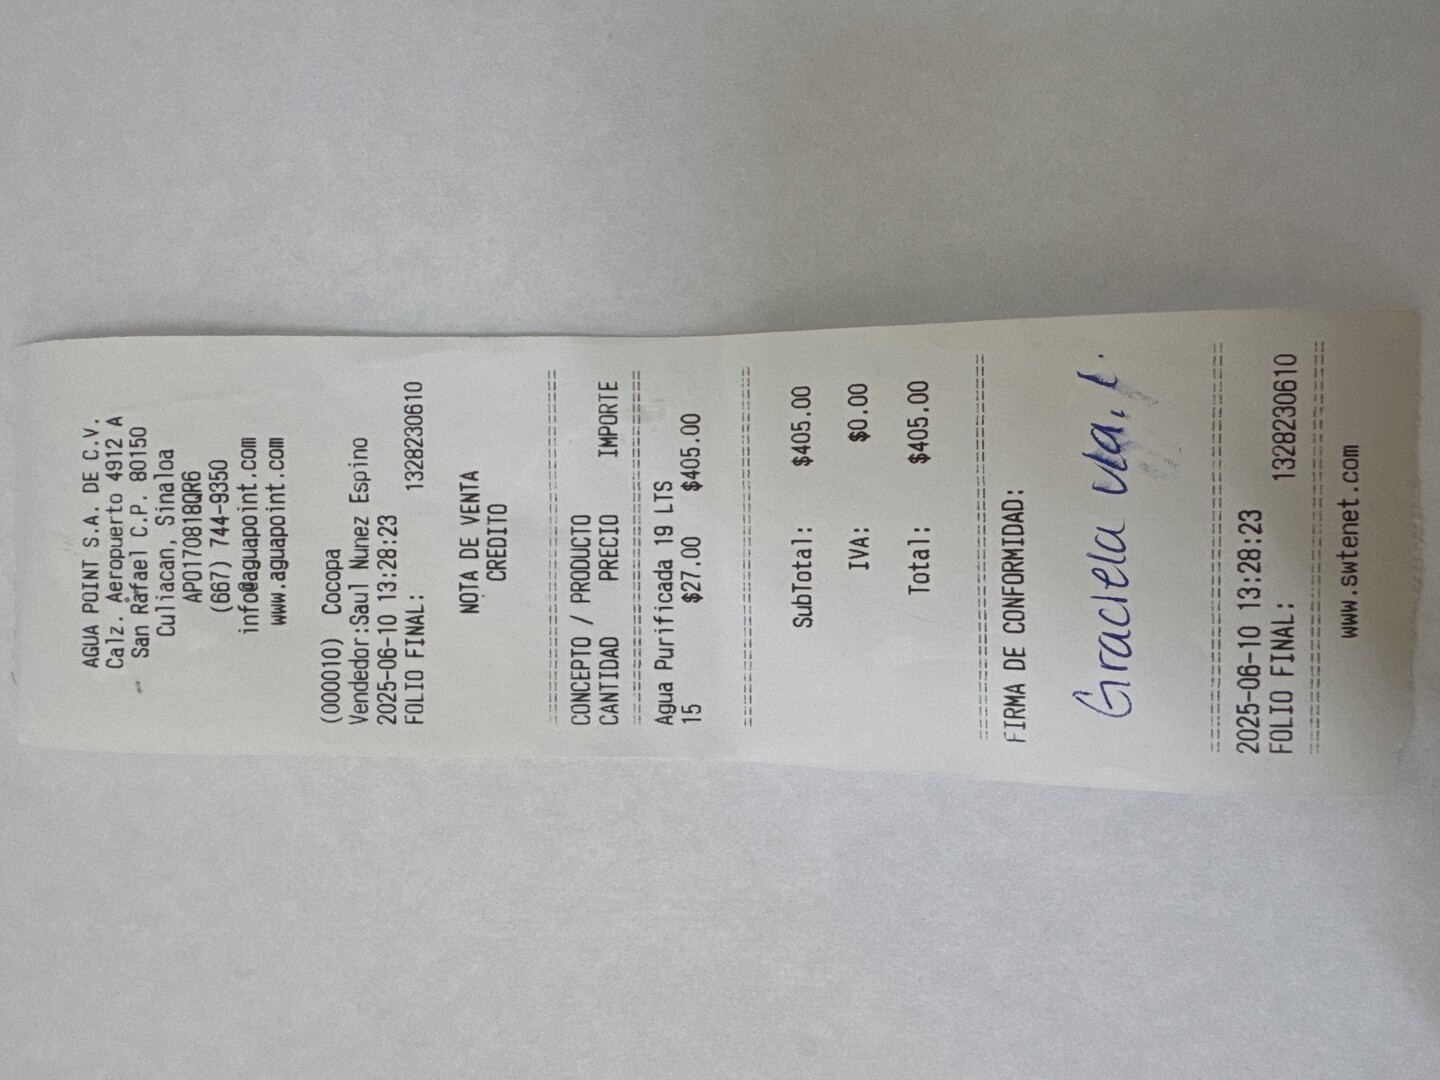 AGUA POINT S.A. DE C.V.
Calz. Aeropuerto 4912 A
San Rafael C.P. 80150
Culiacan, Sinaloa
APO170818QR6
(667) 744-9350
info@aguapoint.com
www.aguapoint.com
(000010) Cocopa
Vendedor:Saul Nunez Espino
2025-06-10 13:28:23
FOLIO FINAL: 1328230610
NOTA DE VENTA
CREDITO
================================
CONCEPTO / PRODUCTO
CANTIDAD PRECIO IMPORTE
================================
Agua Purificada 19 LTS
15 $27.00 $405.00
================================
SubTotal: $405.00
IVA: $0.00
Total: $405.00
================================
FIRMA DE CONFORMIDAD:
Graciela
================================
2025-06-10 13:28:23
FOLIO FINAL: 1328230610
================================
www.swtenet.com